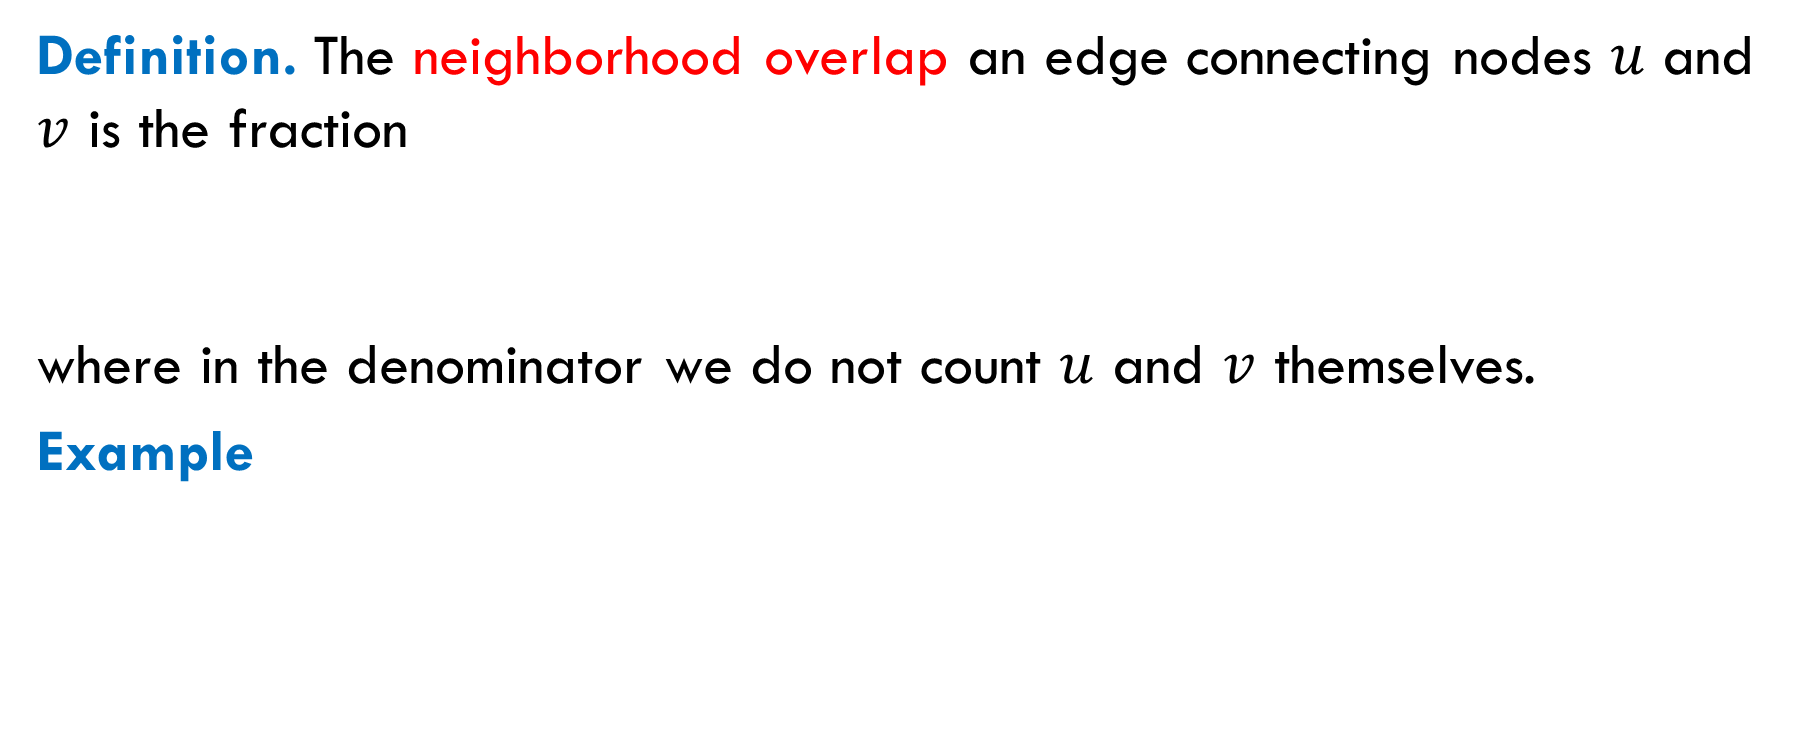 Definition. The neighborhood overlap an edge connecting nodes 𝑢 and
𝑣 is the fraction
where in the denominator we do not count 𝑢 and 𝑣 themselves.
Example